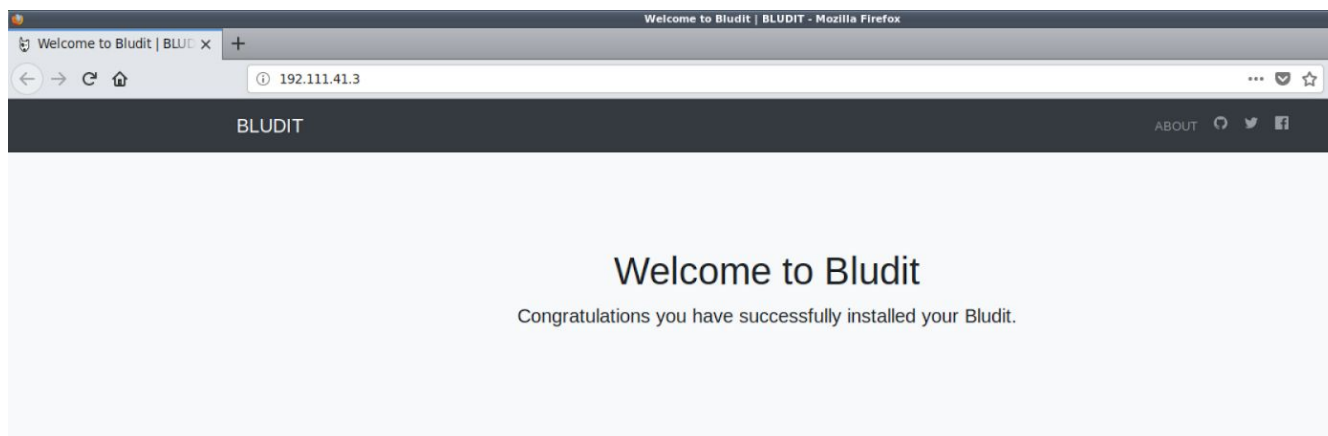 Welcome to Bludit | BLUDIT - Mozilla Firefox
Welcome to Bludit | BLUD
192.111.41.3
BLUDIT
ABOUT
Welcome to Bludit
Congratulations you have successfully installed your Bludit.